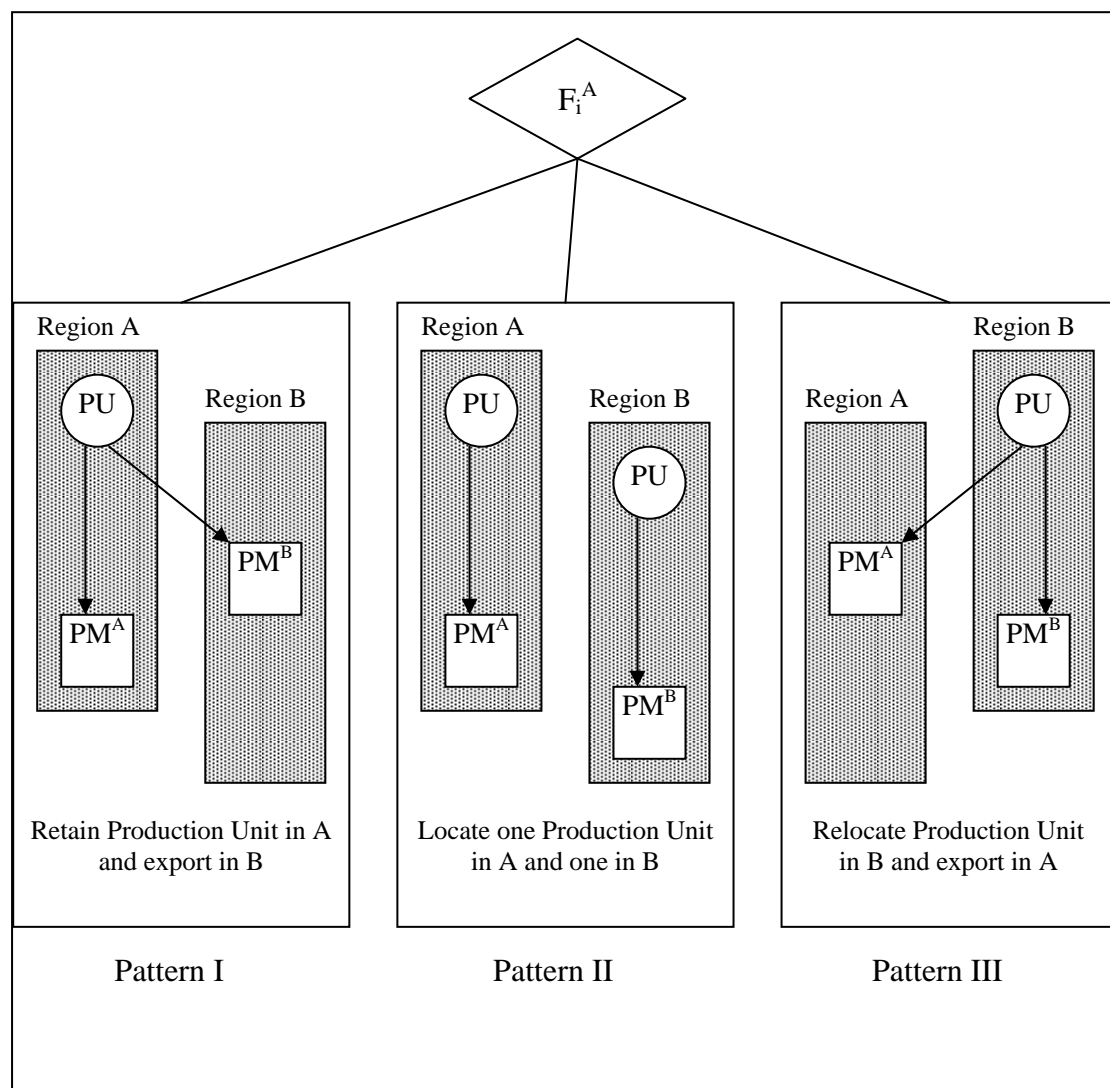 F_i^A
Region A
PU
Region B
PM^B
PM^A
Retain Production Unit in A
and export in B
Region A
PU
Region B
PU
PM^A
PM^B
Locate one Production Unit
in A and one in B
Region B
PU
Region A
PM^A
PM^B
Relocate Production Unit
in B and export in A
Pattern I
Pattern II
Pattern III